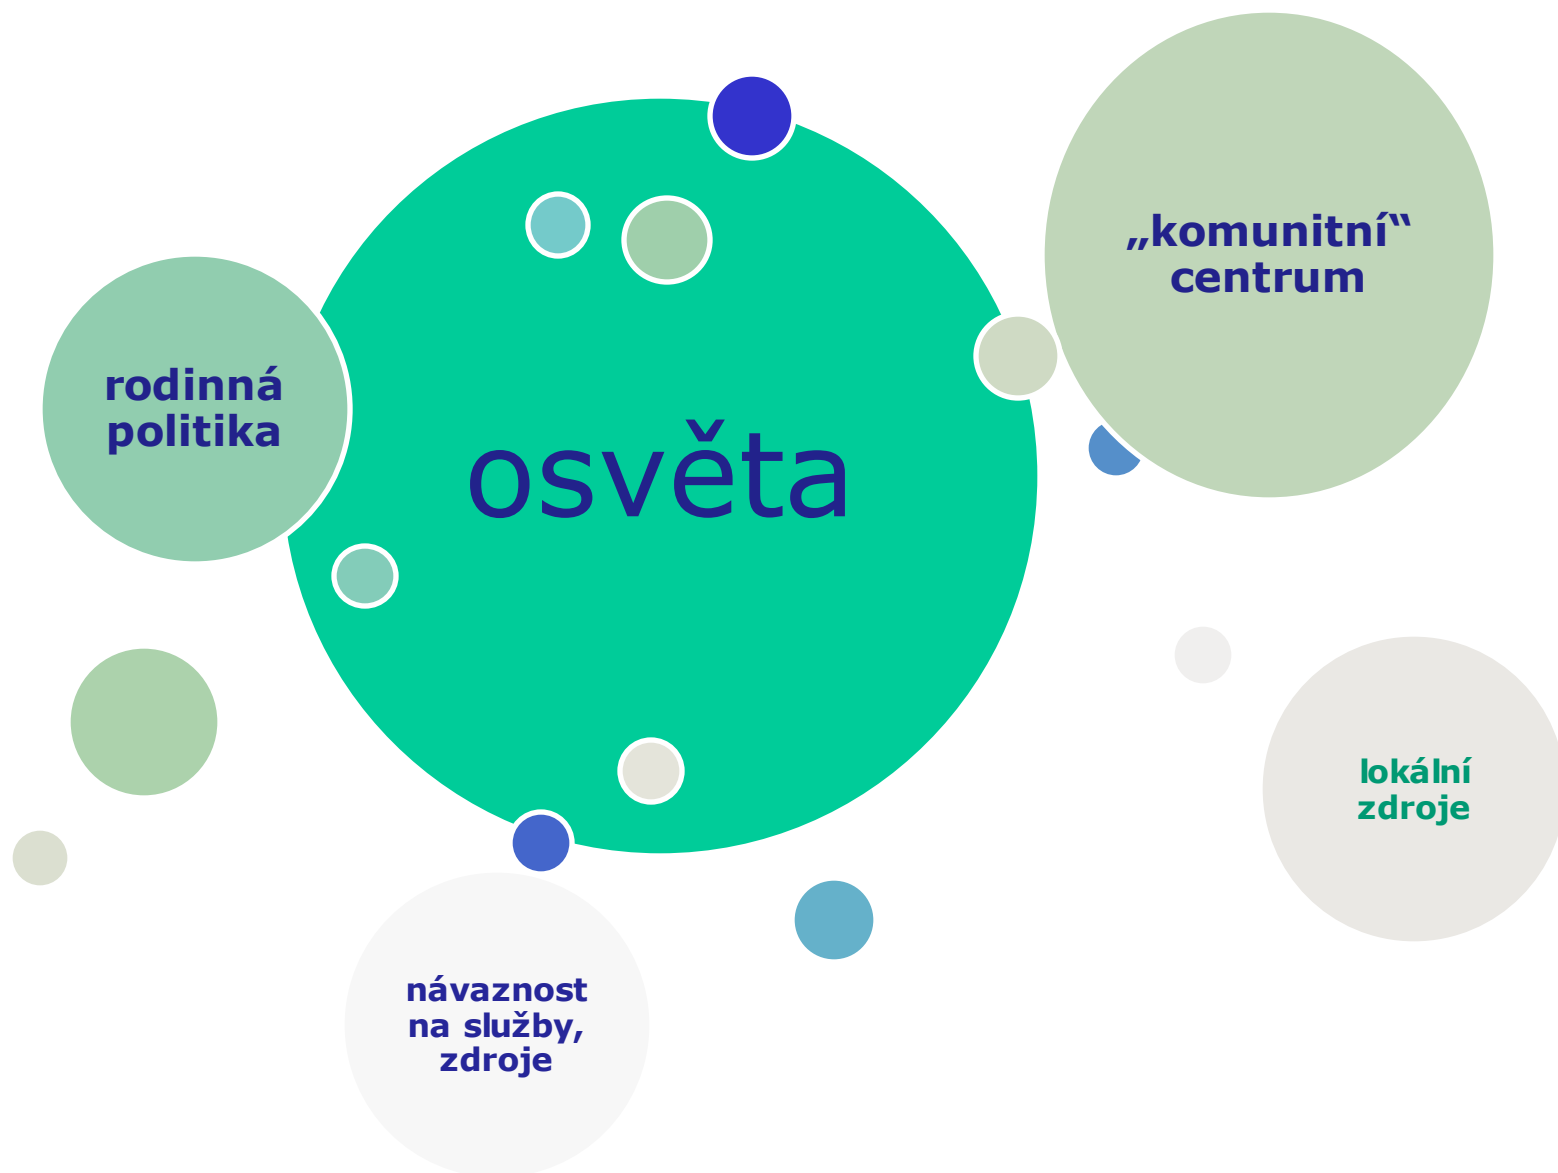 „komunitní“
centrum
rodinná
politika
osvěta
lokální
zdroje
návaznost
na služby,
zdroje